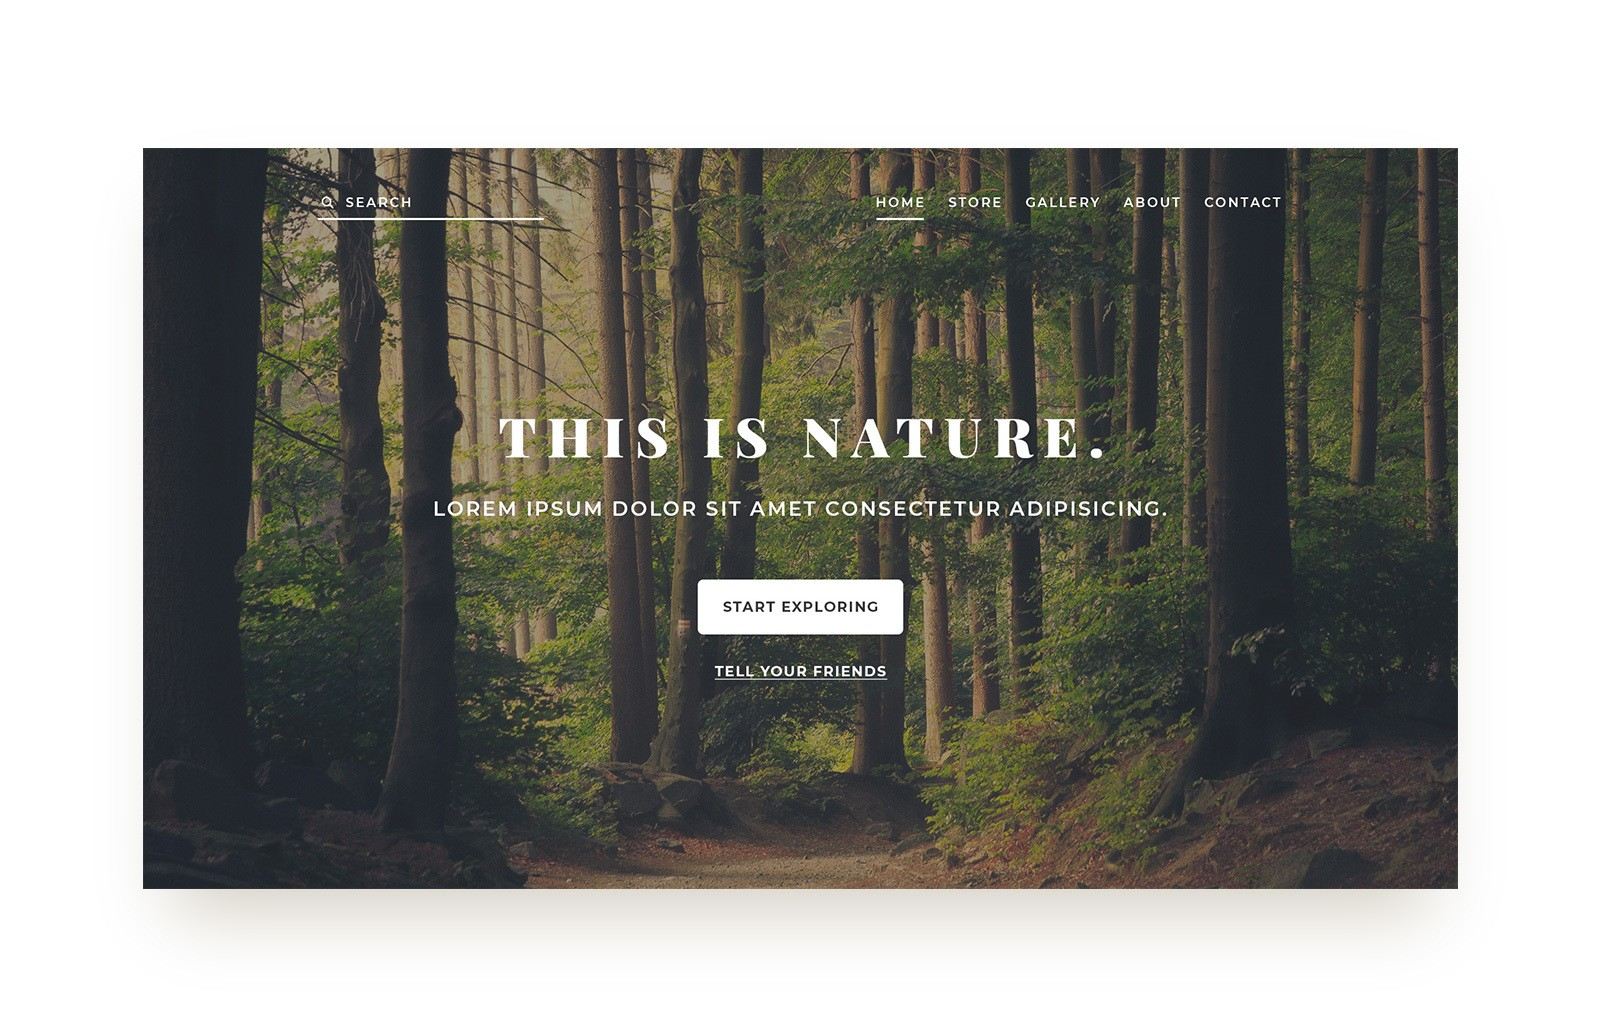 SEARCH
HOME STORE GALLERY ABOUT CONTACT
THIS IS NATURE.
LOREM IPSUM DOLOR SIT AMET CONSECTETUR ADIPISICING.
START EXPLORING
TELL YOUR FRIENDS